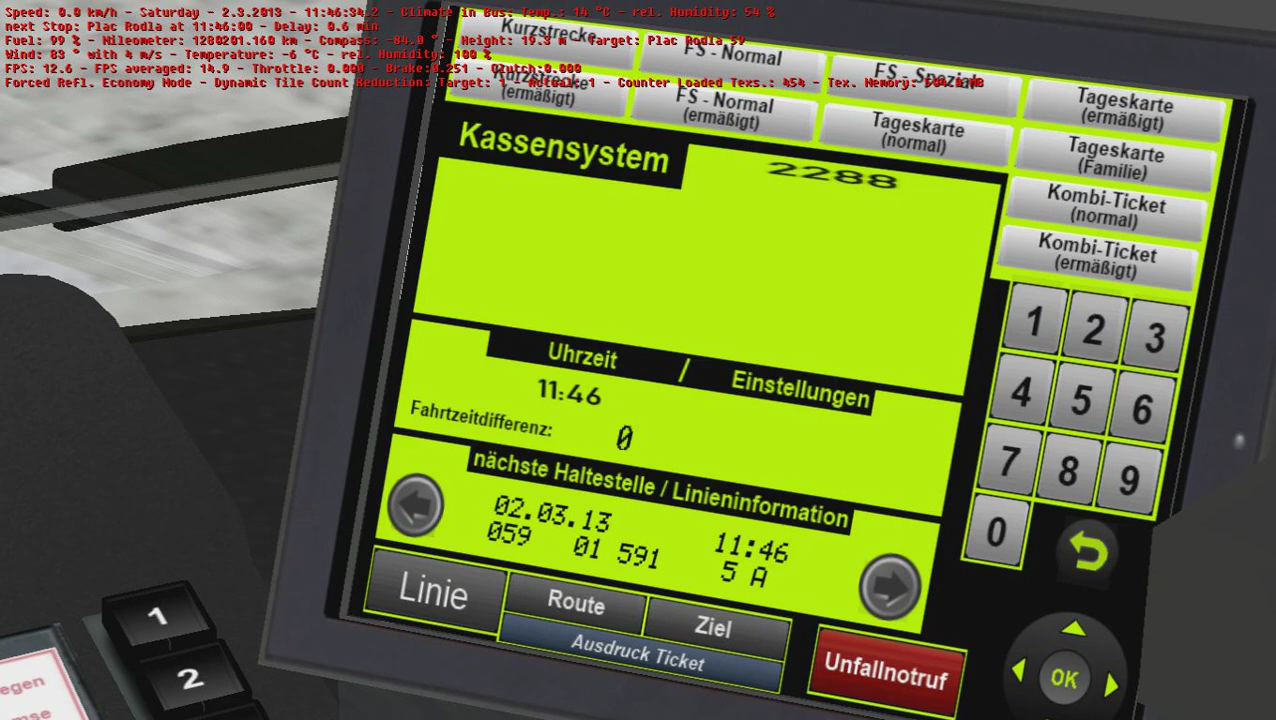 Speed: 0.0 km/h - Saturday - 2.3.2013 - 11:46:34.2 - Climate in Bus: Temp.: 14 °C - rel. Humidity: 54 %
next Stop: Plac Rodla at 11:46:00 - Delay: 0.6 min
Fuel: 99 % - Mileometer: 1280201.160 km - Compass: -84.0 ° - Height: 19.3 m - Target: Plac Rodla SV
Wind: 83 ° with 4 m/s - Temperature: -6 °C - rel. Humidity: 100 %
FPS: 12.6 - FPS averaged: 14.9 - Throttle: 0.000 - Brake:0.251 - Clutch:0.000
Forced Refl. Economy Mode - Dynamic Tile Count Reduction: Target: 1 - Actual: 1 - Counter Loaded Texs.: 454 - Tex. Memory: MB
Kurzstrecke
FS - Normal
FS - Spezial
Tageskarte
(ermäßigt)
Kurzstrecke
(ermäßigt)
FS - Normal
(ermäßigt)
Tageskarte
(normal)
Tageskarte
(Familie)
Kassensystem
2288
Kombi-Ticket
(normal)
Kombi-Ticket
(ermäßigt)
1 2 3
4 5 6
7 8 9
0
Uhrzeit / Einstellungen
11:46
Fahrtzeitdifferenz: 0
nächste Haltestelle / Linieninformation
02.03.13 11:46
059 01 591 5 A
Linie
Route
Ziel
Ausdruck Ticket
Unfallnotruf
OK
1
2
egen
mse